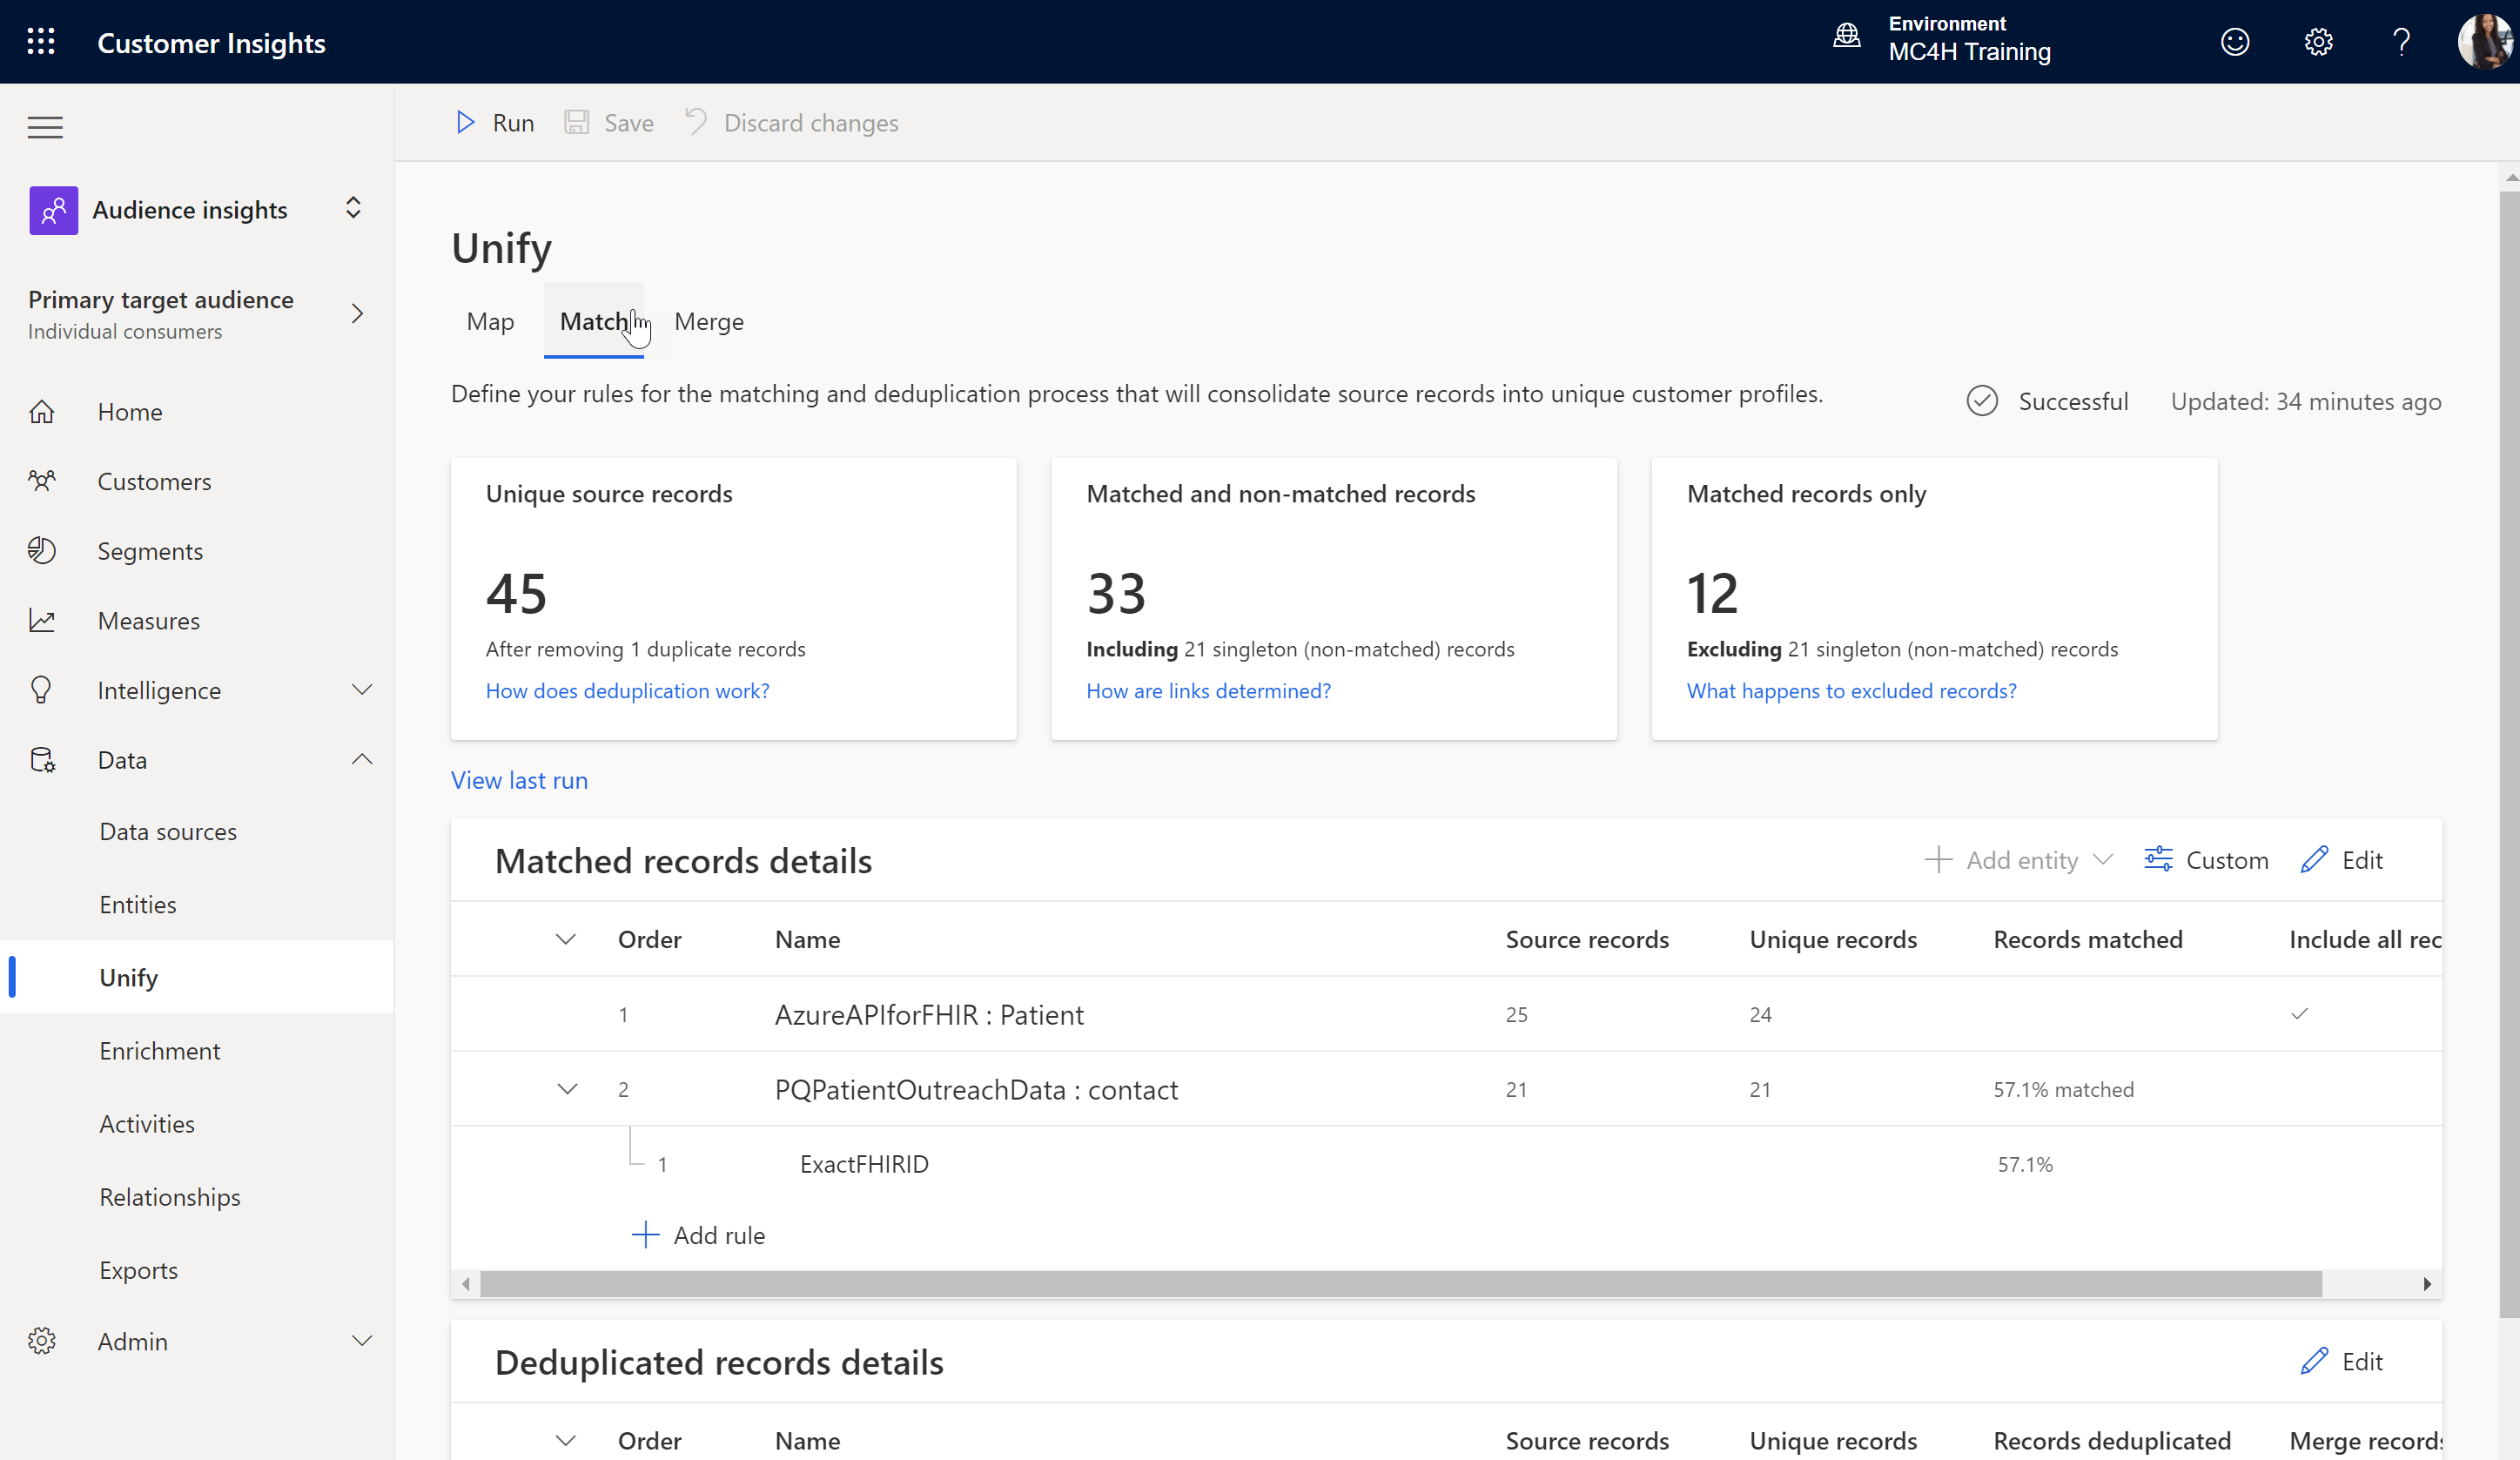 Customer Insights
Environment
MC4H Training
Run
Save
Discard changes
Audience insights
Primary target audience
Individual consumers
Home
Customers
Segments
Measures
Intelligence
Data
Data sources
Entities
Unify
Enrichment
Activities
Relationships
Exports
Admin
Unify
Map
Match
Merge
Define your rules for the matching and deduplication process that will consolidate source records into unique customer profiles.
Successful
Updated: 34 minutes ago
Unique source records
45
After removing 1 duplicate records
How does deduplication work?
Matched and non-matched records
33
Including 21 singleton (non-matched) records
How are links determined?
Matched records only
12
Excluding 21 singleton (non-matched) records
What happens to excluded records?
View last run
Matched records details
Add entity
Custom
Edit
Order Name Source records Unique records Records matched Include all rec
1 AzureAPIforFHIR : Patient 25 24
2 PQPatientOutreachData : contact 21 21 57.1% matched
1 ExactFHIRID 57.1%
Add rule
Deduplicated records details
Edit
Order Name Source records Unique records Records deduplicated Merge records